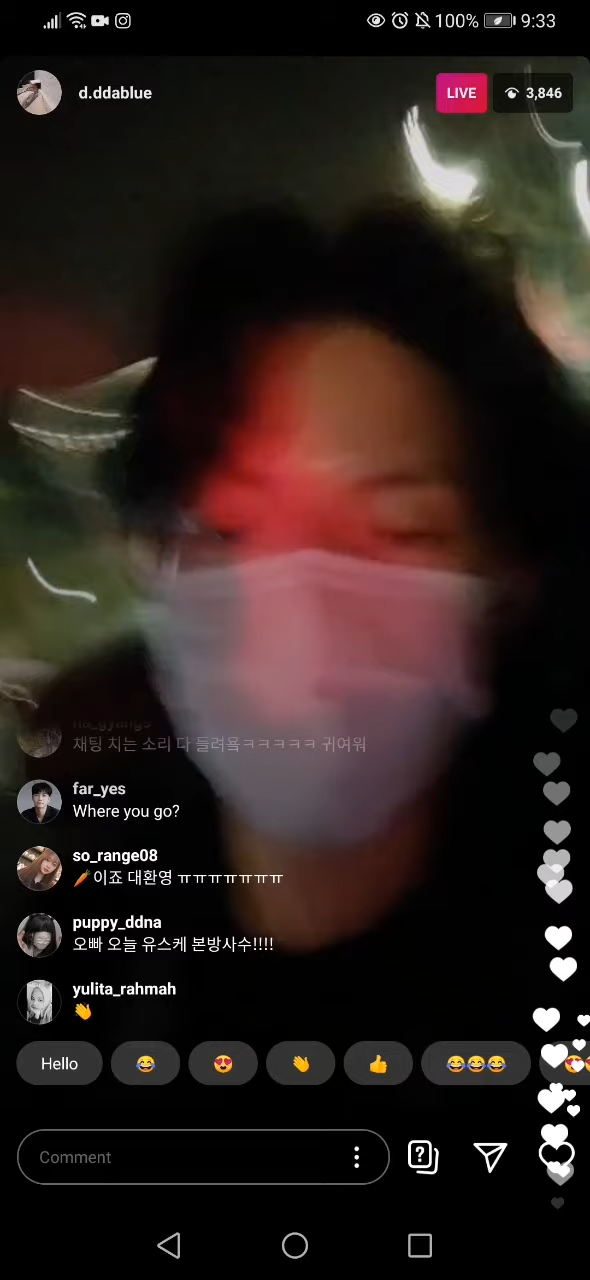 100% 9:33
d.ddablue
LIVE 3,846
na_gyangs
채팅 치는 소리 다 들려욬ㅋㅋㅋㅋㅋ 귀여워
far_yes
Where you go?
so_range08
🥕이죠 대환영 ㅠㅠㅠㅠㅠㅠㅠ
puppy_ddna
오빠 오늘 유스케 본방사수!!!!
yulita_rahmah
👋
Hello 😂 😍 👋 👍 😂😂😂 😍
Comment